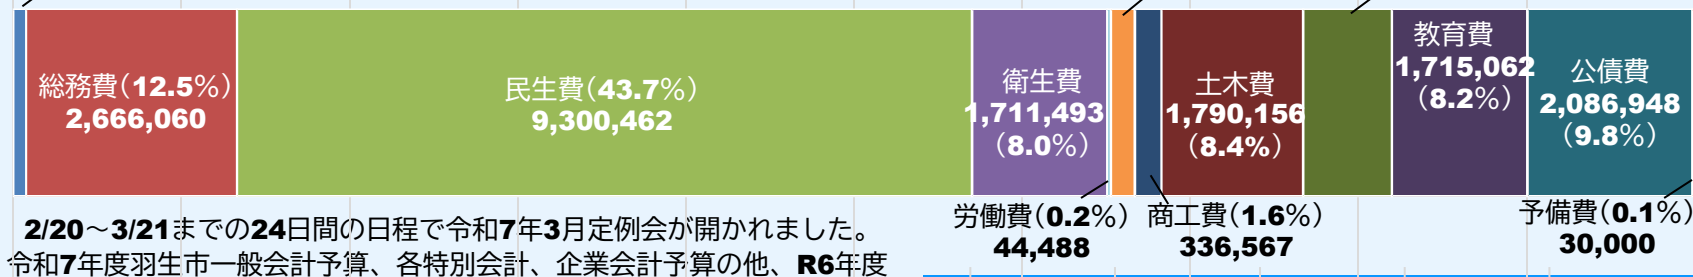 総務費(12.5%)
2,666,060
民生費(43.7%)
9,300,462
衛生費
1,711,493
(8.0%)
土木費
1,790,156
(8.4%)
教育費
1,715,062
(8.2%)
公債費
2,086,948
(9.8%)
労働費(0.2%)
44,488
商工費(1.6%)
336,567
予備費(0.1%)
30,000
2/20～3/21までの24日間の日程で令和7年3月定例会が開かれました。
令和7年度羽生市一般会計予算、各特別会計、企業会計予算の他、R6年度